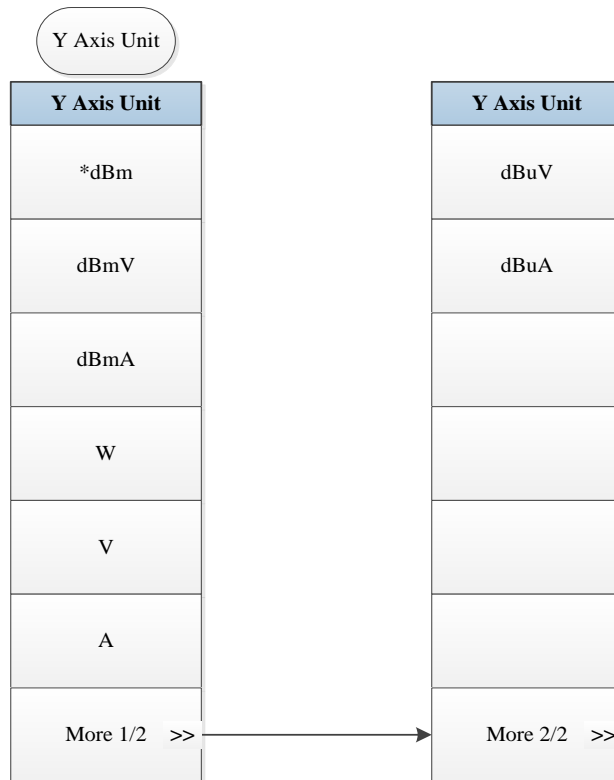 Y Axis Unit
Y Axis Unit
*dBm
dBmV
dBmA
W
V
A
More 1/2 >>
Y Axis Unit
dBuV
dBuA
More 2/2 >>